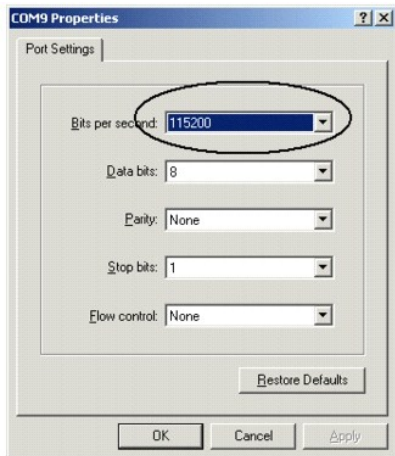 COM9 Properties
Port Settings
Bits per second: 115200
Data bits: 8
Parity: None
Stop bits: 1
Flow control: None
Restore Defaults
OK Cancel Apply